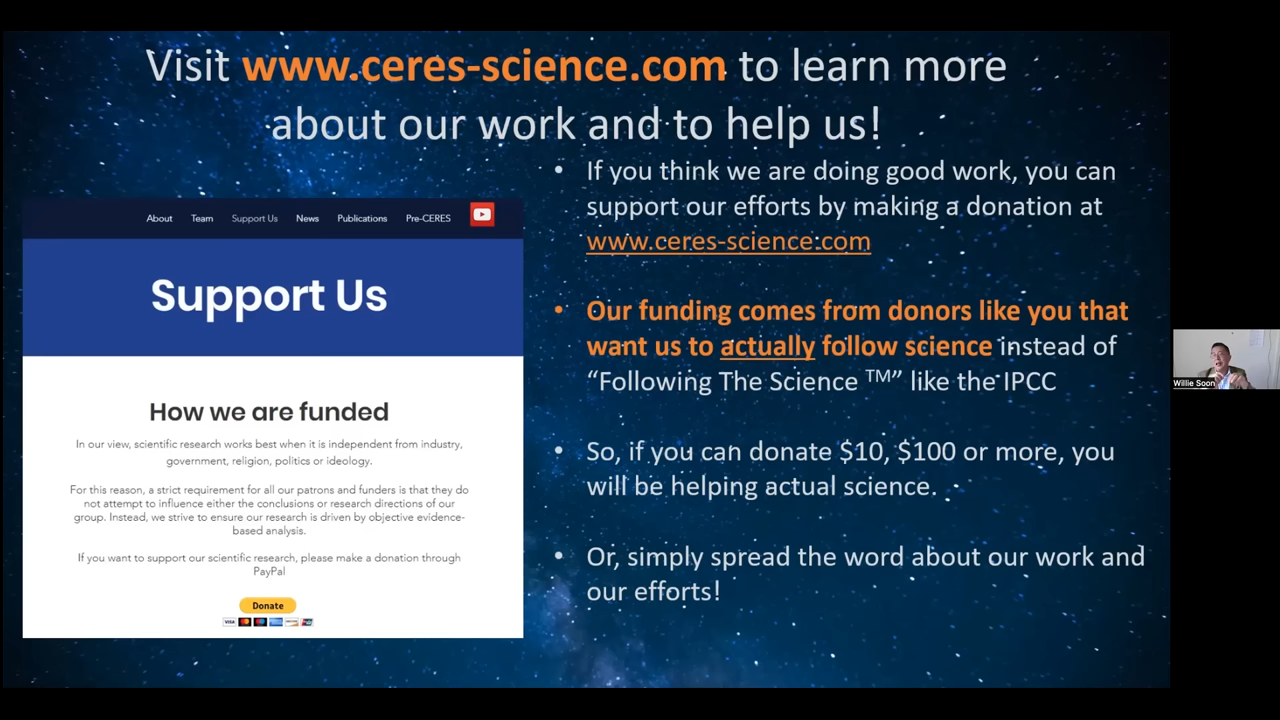 Visit www.ceres-science.com to learn more
about our work and to help us!
About Team Support Us News Publications Pre-CERES
Support Us
How we are funded
In our view, scientific research works best when it is independent from industry,
government, religion, politics or ideology.
For this reason, a strict requirement for all our patrons and funders is that they do
not attempt to influence either the conclusions or research directions of our
group. Instead, we strive to ensure our research is driven by objective evidence-
based analysis.
If you want to support our scientific research, please make a donation through
PayPal
Donate
VISA
• If you think we are doing good work, you can
support our efforts by making a donation at
www.ceres-science.com
• Our funding comes from donors like you that
want us to actually follow science instead of
“Following The Science TM” like the IPCC
• So, if you can donate $10, $100 or more, you
will be helping actual science.
• Or, simply spread the word about our work and
our efforts!
Willie Soon